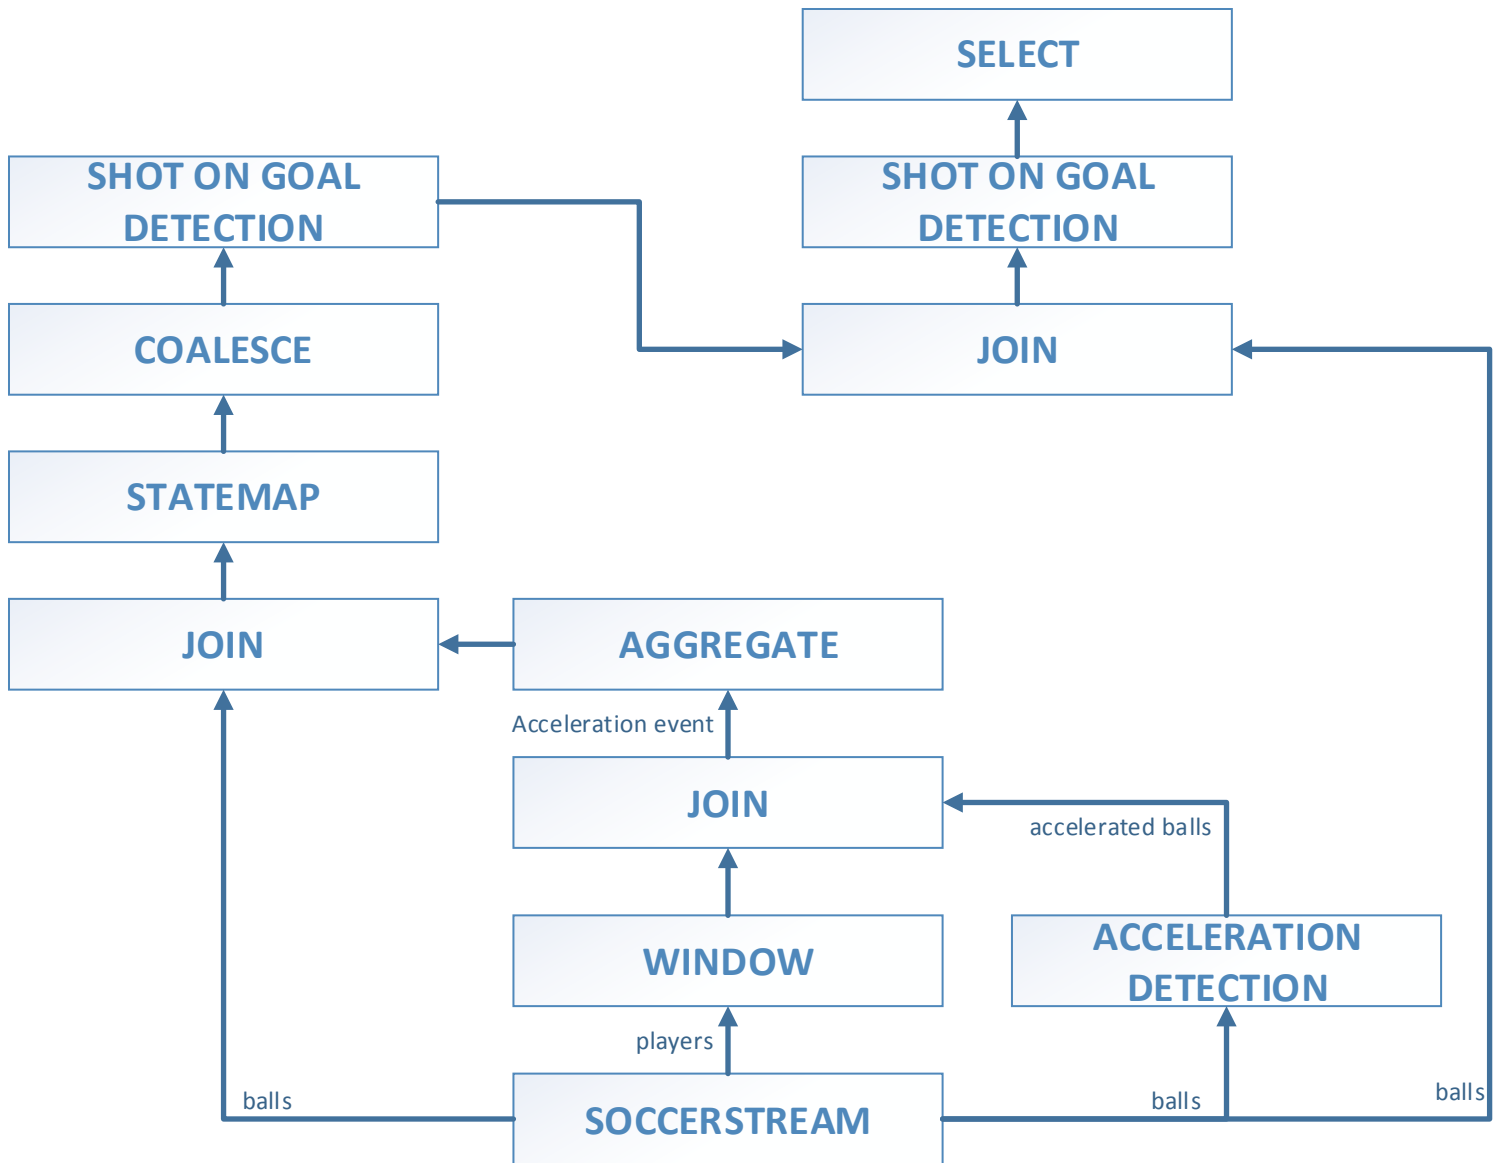 SELECT
SHOT ON GOAL
DETECTION
SHOT ON GOAL
DETECTION
COALESCE
JOIN
STATEMAP
JOIN
AGGREGATE
Acceleration event
JOIN
accelerated balls
WINDOW
ACCELERATION
DETECTION
players
balls
SOCCERSTREAM
balls
balls